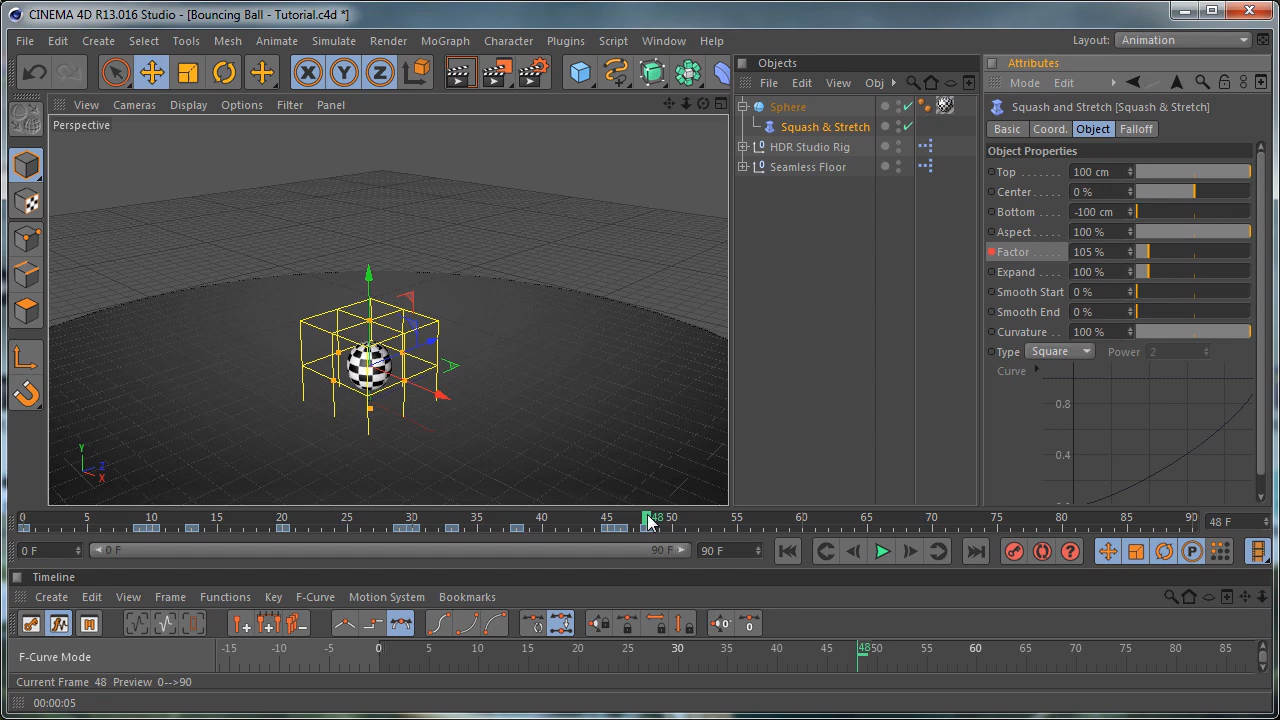 CINEMA 4D R13.016 Studio - [Bouncing Ball - Tutorial.c4d *]
File Edit Create Select Tools Mesh Animate Simulate Render MoGraph Character Plugins Script Window Help Layout: Animation
Objects
Attributes
File Edit View Obj
Mode Edit
View Cameras Display Options Filter Panel
Perspective
Sphere
Squash & Stretch
HDR Studio Rig
Seamless Floor
Squash and Stretch [Squash & Stretch]
Basic Coord. Object Falloff
Object Properties
Top 100 cm
Center 0 %
Bottom -100 cm
Aspect 100 %
Factor 105 %
Expand 100 %
Smooth Start 0 %
Smooth End 0 %
Curvature 100 %
Type Square Power 2
Curve
0.8
0.4
Y
Z
X
0 5 10 15 20 25 30 35 40 45 48 50 55 60 65 70 75 80 85 90 48 F
0 F 0 F 90 F 90 F
Timeline
Create Edit View Frame Functions Key F-Curve Motion System Bookmarks
F-Curve Mode
-15 -10 -5 0 5 10 15 20 25 30 35 40 45 48 50 55 60 65 70 75 80 85
Current Frame 48 Preview 0-->90
00:00:05